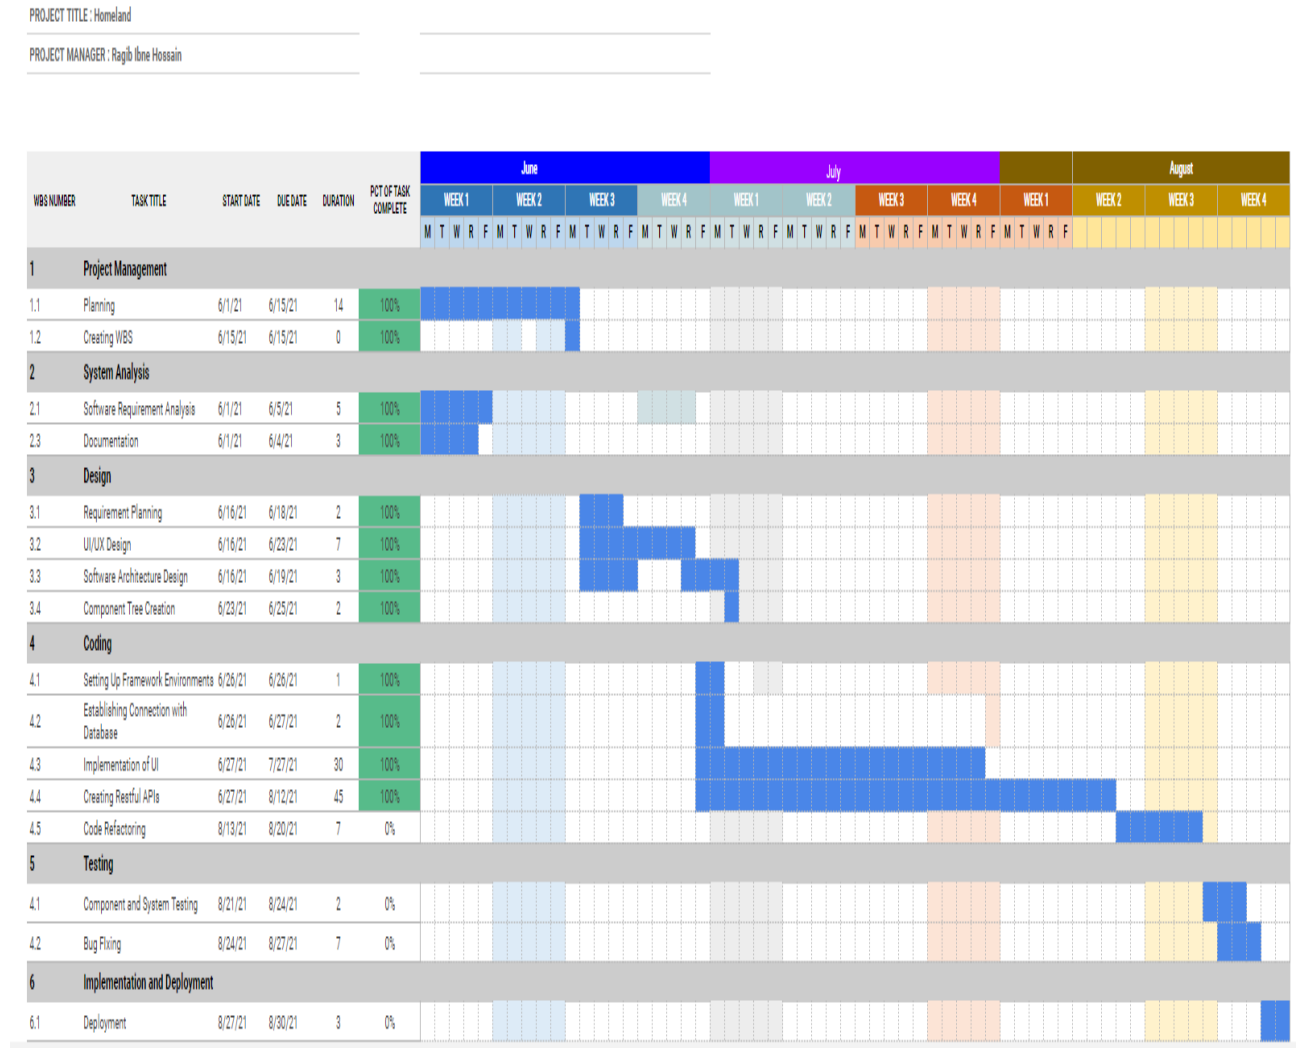 PROJECT TITLE : Homeland
PROJECT MANAGER : Ragib Ibne Hossain
June July August
WBS NUMBER TASK TITLE START DATE DUE DATE DURATION PCT OF TASK COMPLETE WEEK 1 WEEK 2 WEEK 3 WEEK 4 WEEK 1 WEEK 2 WEEK 3 WEEK 4 WEEK 1 WEEK 2 WEEK 3 WEEK 4
M T W R F M T W R F M T W R F M T W R F M T W R F M T W R F M T W R F M T W R F M T W R F
1 Project Management
1.1 Planning 6/1/21 6/15/21 14 100%
1.2 Creating WBS 6/15/21 6/15/21 0 100%
2 System Analysis
2.1 Software Requirement Analysis 6/1/21 6/5/21 5 100%
2.3 Documentation 6/1/21 6/4/21 3 100%
3 Design
3.1 Requirement Planning 6/16/21 6/18/21 2 100%
3.2 UI/UX Design 6/16/21 6/23/21 7 100%
3.3 Software Architecture Design 6/16/21 6/19/21 3 100%
3.4 Component Tree Creation 6/23/21 6/25/21 2 100%
4 Coding
4.1 Setting Up Framework Environments 6/26/21 6/26/21 1 100%
4.2 Establishing Connection with Database 6/26/21 6/27/21 2 100%
4.3 Implementation of UI 6/27/21 7/27/21 30 100%
4.4 Creating Restful APIs 6/27/21 8/12/21 45 100%
4.5 Code Refactoring 8/13/21 8/20/21 7 0%
5 Testing
4.1 Component and System Testing 8/21/21 8/24/21 2 0%
4.2 Bug FIxing 8/24/21 8/27/21 7 0%
6 Implementation and Deployment
6.1 Deployment 8/27/21 8/30/21 3 0%